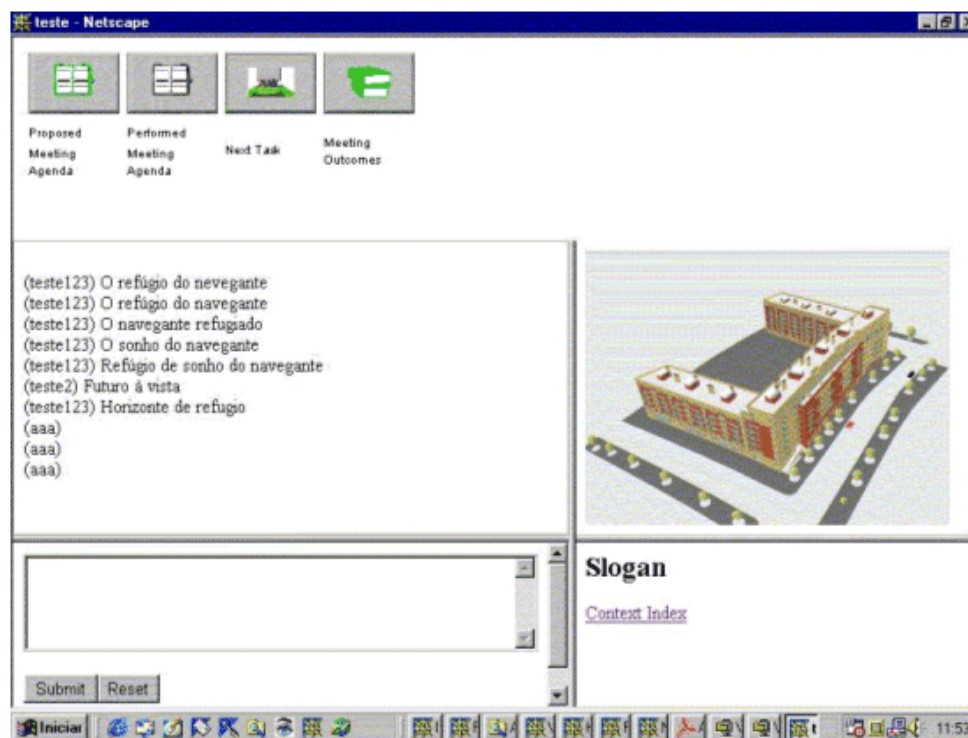 teste - Netscape
Proposed
Meeting
Agenda
Performed
Meeting
Agenda
Next Task
Meeting
Outcomes
(teste123) O refúgio do nevegante
(teste123) O refúgio do navegante
(teste123) O navegante refugiado
(teste123) O sonho do navegante
(teste123) Refúgio de sonho do navegante
(teste2) Futuro à vista
(teste123) Horizonte de refugio
(aaa)
(aaa)
(aaa)
Slogan
Context Index
Submit Reset
Iniciar
11:53